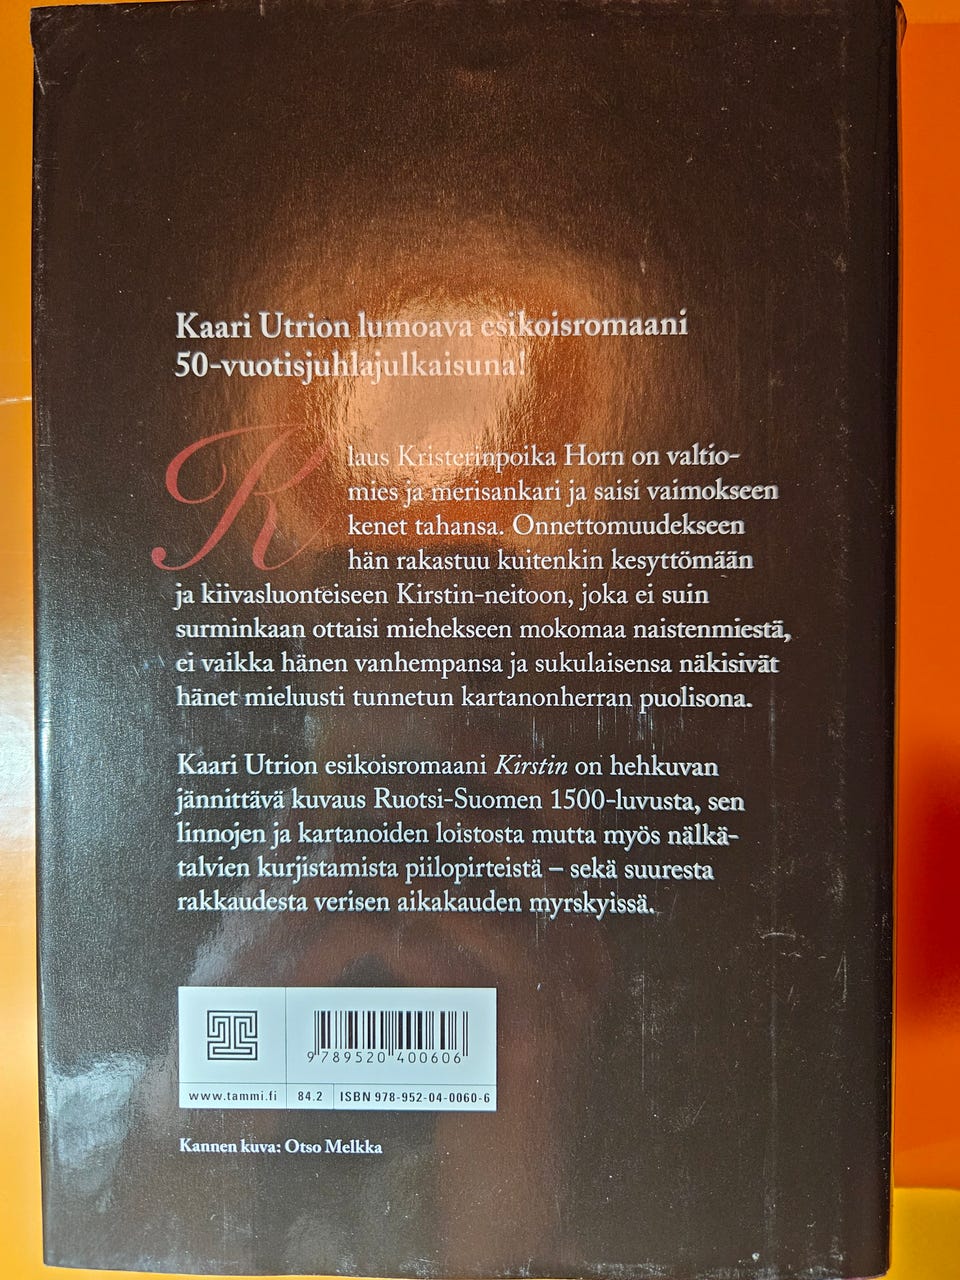 Kaari Utrion lumoava esikoisromaani
50-vuotisjuhlajulkaisuna!
Klaus Kristerinpoika Horn on valtio-
mies ja merisankari ja saisi vaimokseen
kenet tahansa. Onnettomuudekseen
hän rakastuu kuitenkin kesyttömään
ja kiivasluonteiseen Kirstin-neitoon, joka ei suin
surminkaan ottaisi miehekseen mokomaa naistenmiestä,
ei vaikka hänen vanhempansa ja sukulaisensa näkisivät
hänet mieluusti tunnetun kartanonherran puolisona.
Kaari Utrion esikoisromaani Kirstin on hehkuvan
jännittävä kuvaus Ruotsi-Suomen 1500-luvusta, sen
linnojen ja kartanoiden loistosta mutta myös nälkä-
talvien kurjistamista piilopirteistä – sekä suuresta
rakkaudesta verisen aikakauden myrskyissä.
9789520400606
www.tammi.fi 84.2 ISBN 978-952-04-0060-6
Kannen kuva: Otso Melkka